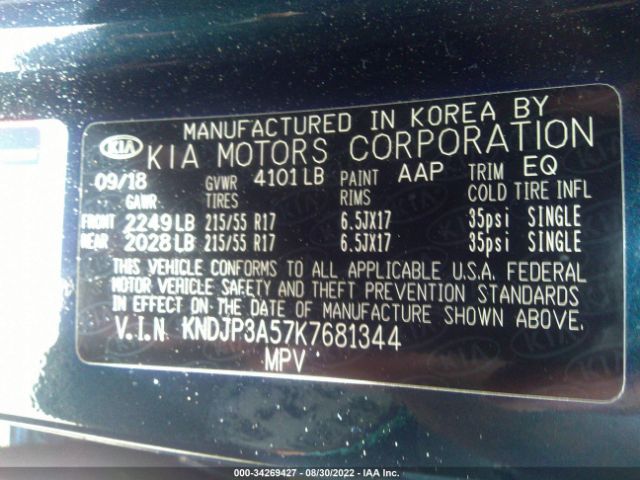 MANUFACTURED IN KOREA BY
KIA KIA MOTORS CORPORATION
09/18 GVWR 4101LB PAINT AAP TRIM EQ
GAWR TIRES RIMS COLD TIRE INFL
FRONT 2249LB 215/55 R17 6.5JX17 35psi SINGLE
REAR 2028LB 215/55 R17 6.5JX17 35psi SINGLE
THIS VEHICLE CONFORMS TO ALL APPLICABLE U.S.A. FEDERAL
MOTOR VEHICLE SAFETY AND THEFT PREVENTION STANDARDS
IN EFFECT ON THE DATE OF MANUFACTURE SHOWN ABOVE.
V.I.N KNDJP3A57K7681344
MPV
000-34269427 - 08/30/2022 - IAA Inc.